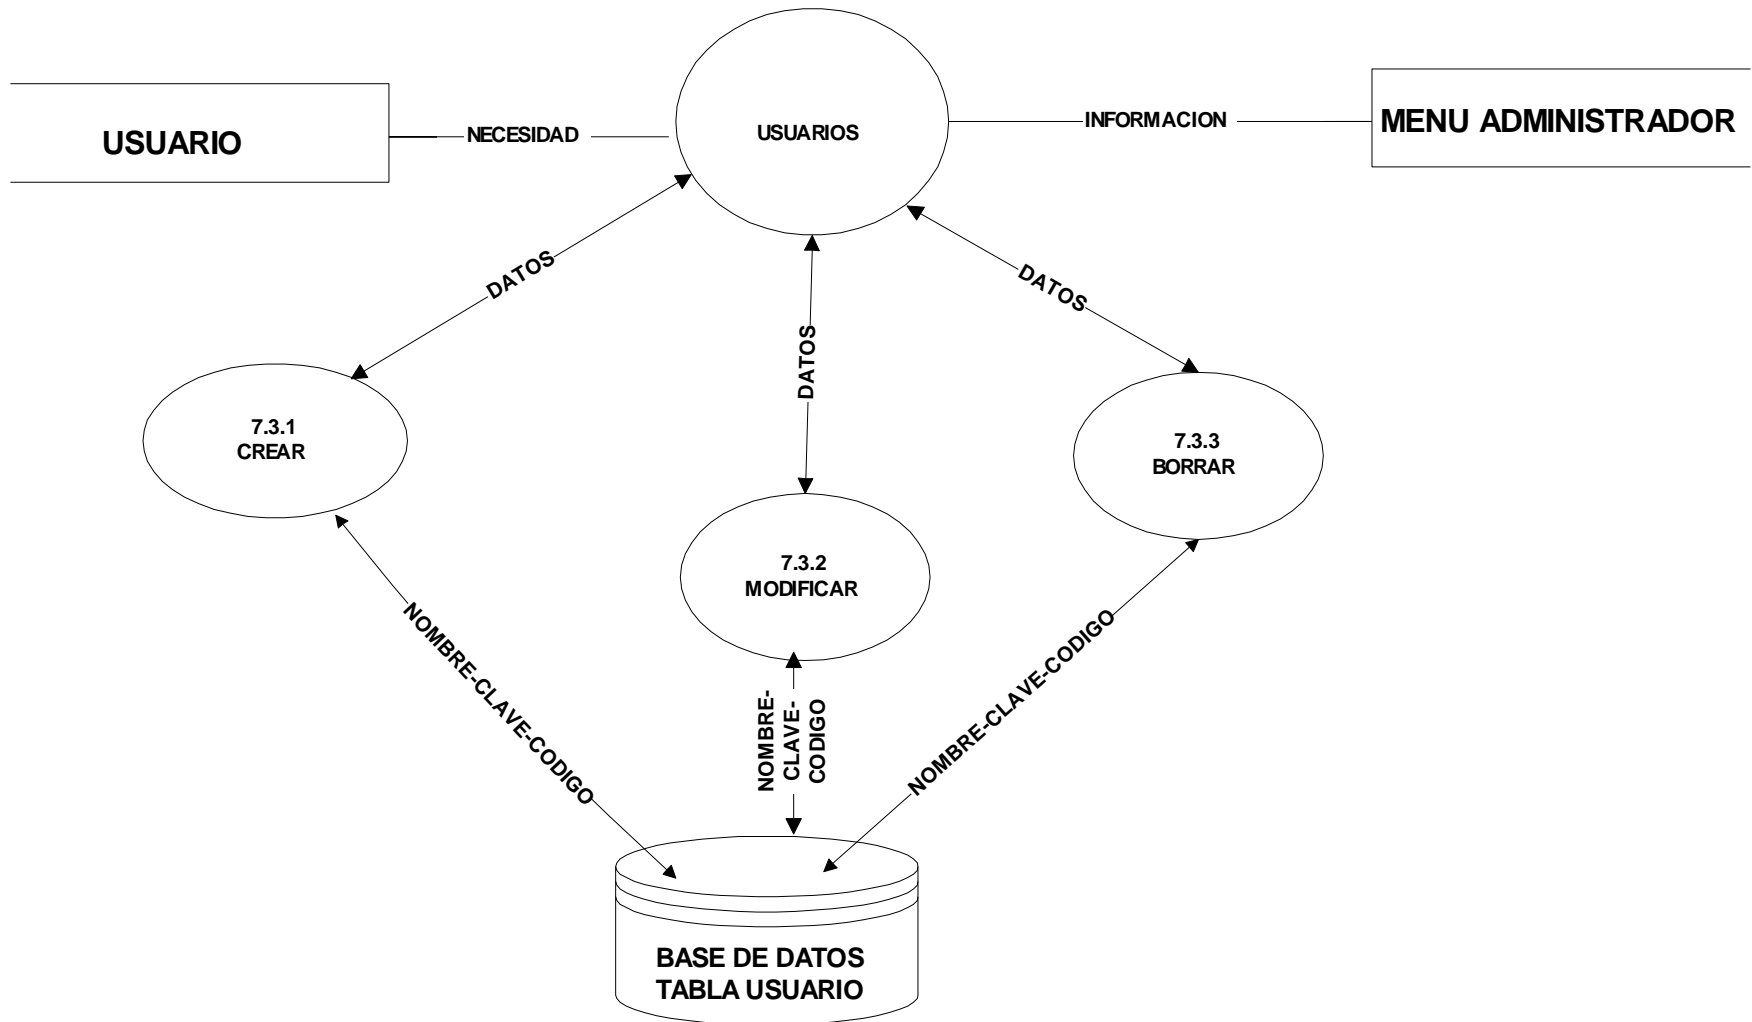 USUARIO
NECESIDAD
USUARIOS
INFORMACION
MENU ADMINISTRADOR
DATOS
DATOS
DATOS
7.3.1
CREAR
7.3.2
MODIFICAR
7.3.3
BORRAR
NOMBRE-CLAVE-CODIGO
NOMBRE-
CLAVE-
CODIGO
NOMBRE-CLAVE-CODIGO
BASE DE DATOS
TABLA USUARIO